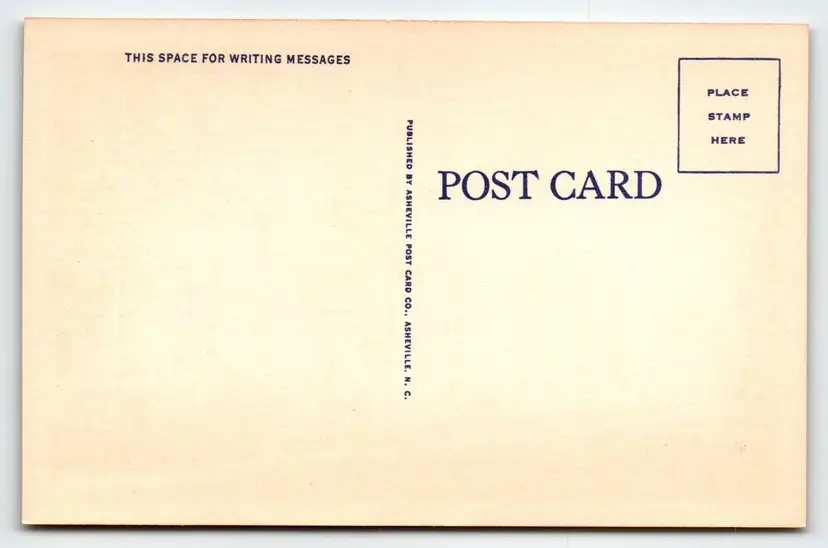 THIS SPACE FOR WRITING MESSAGES
PUBLISHED BY ASHEVILLE POST CARD CO., ASHEVILLE, N. C.
POST CARD
PLACE
STAMP
HERE